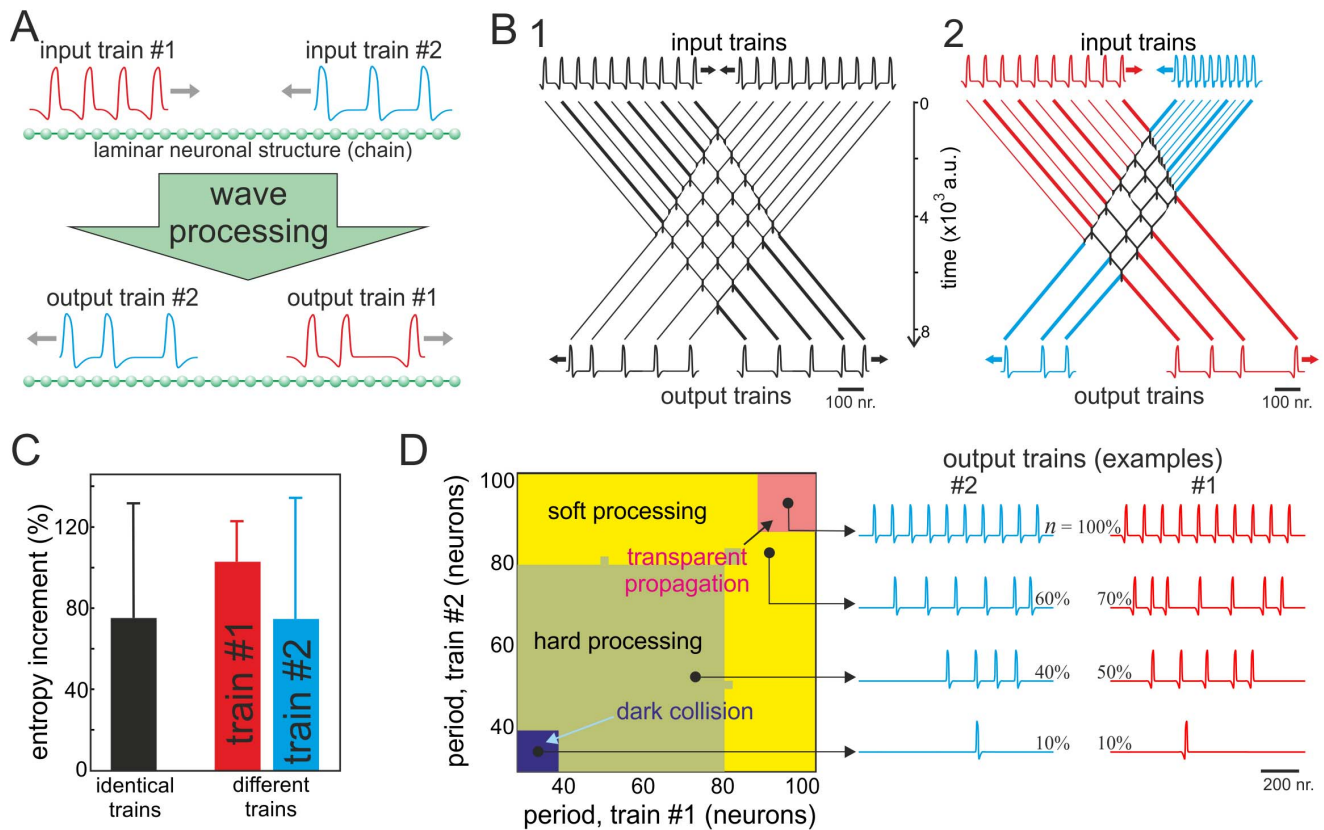 A
input train #1
input train #2
laminar neuronal structure (chain)
wave
processing
output train #2
output train #1
B 1
input trains
0
4
8
time (x10³ a.u.)
output trains
100 nr.
2
input trains
output trains
100 nr.
C
entropy increment (%)
120
80
40
0
train #1
train #2
identical
trains
different
trains
D
period, train #2 (neurons)
100
80
60
40
soft processing
transparent
propagation
hard processing
dark collision
40
60
80
100
period, train #1 (neurons)
output trains (examples)
#2
#1
n = 100%
60%
70%
40%
50%
10%
10%
200 nr.